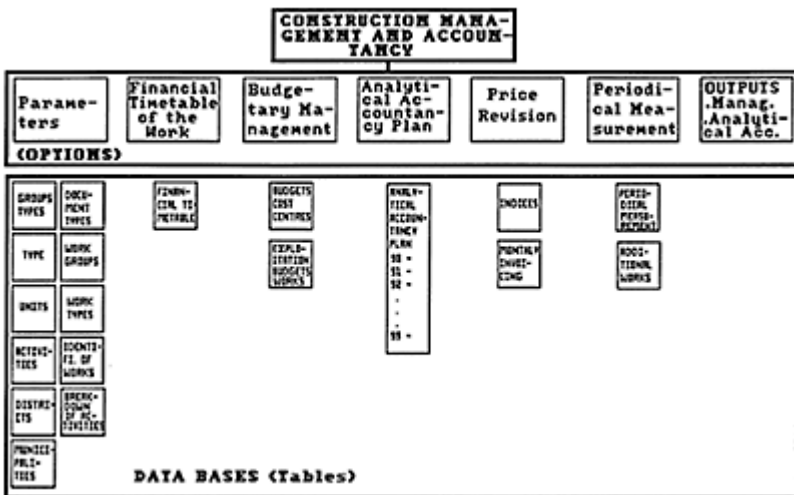 CONSTRUCTION MANA-
GEMENT AND ACCOUN-
TANCY
Parame-
ters
Financial
Timetable
of the
Work
Budge-
tary Ma-
nagement
Analyti-
cal Ac-
countan-
cy Plan
Price
Revision
Periodi-
cal Mea-
surement
OUTPUTS
.Manag.
.Analyti-
cal Acc.
(OPTIONS)
GROUPS
TYPES
DOCU-
MENT
TYPES
FINAN-
CIAL TI-
METABLE
BUDGETS
COST
CENTRES
ANALY-
TICAL
ACCOUN-
TANCY
PLAN
90 -
91 -
92 -
.
.
.
99 -
INDICES
PERIO-
DICAL
MEASU-
REMENT
TYPE
WORK
GROUPS
EXPLO-
ITATION
BUDGETS
WORKS
MONTHLY
INVOI-
CING
ADDI-
TIONAL
WORKS
UNITS
WORK
TYPES
ACTIVI-
TIES
IDENTI-
FI. OF
WORKS
DISTRI-
CTS
BREAK-
DOWN
OF AC-
TIVITIES
MUNICI-
PALI-
TIES
DATA BASES (Tables)